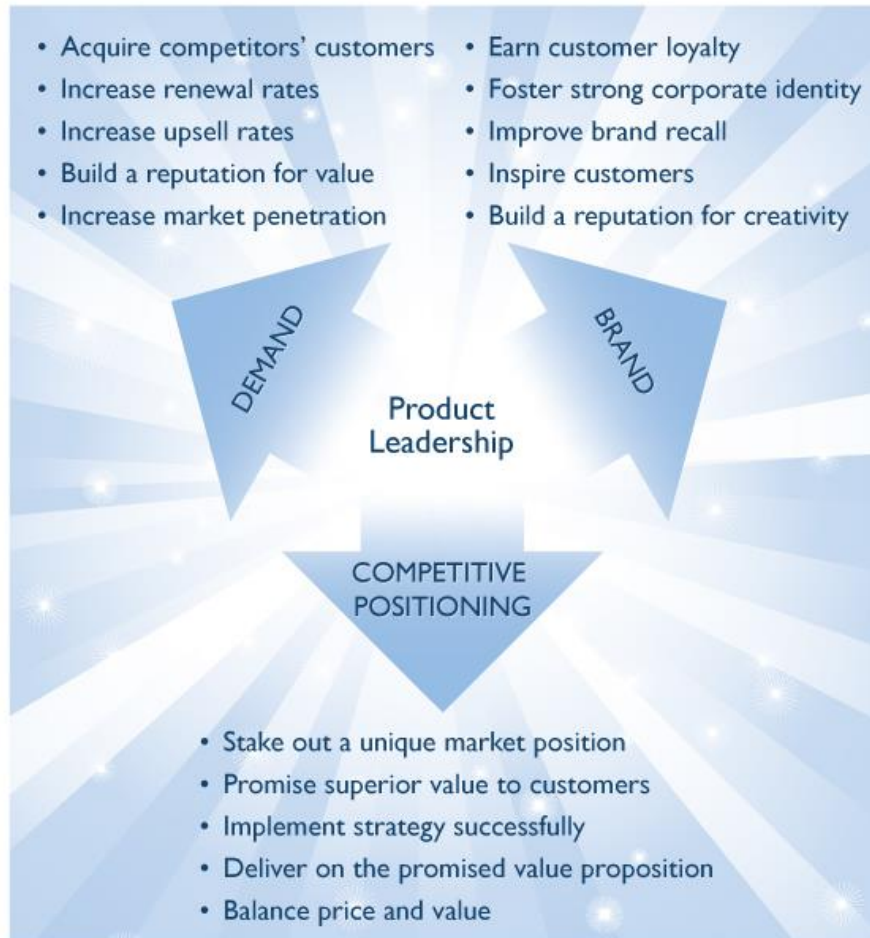 • Acquire competitors’ customers
• Increase renewal rates
• Increase upsell rates
• Build a reputation for value
• Increase market penetration
• Earn customer loyalty
• Foster strong corporate identity
• Improve brand recall
• Inspire customers
• Build a reputation for creativity
DEMAND
BRAND
Product
Leadership
COMPETITIVE
POSITIONING
• Stake out a unique market position
• Promise superior value to customers
• Implement strategy successfully
• Deliver on the promised value proposition
• Balance price and value